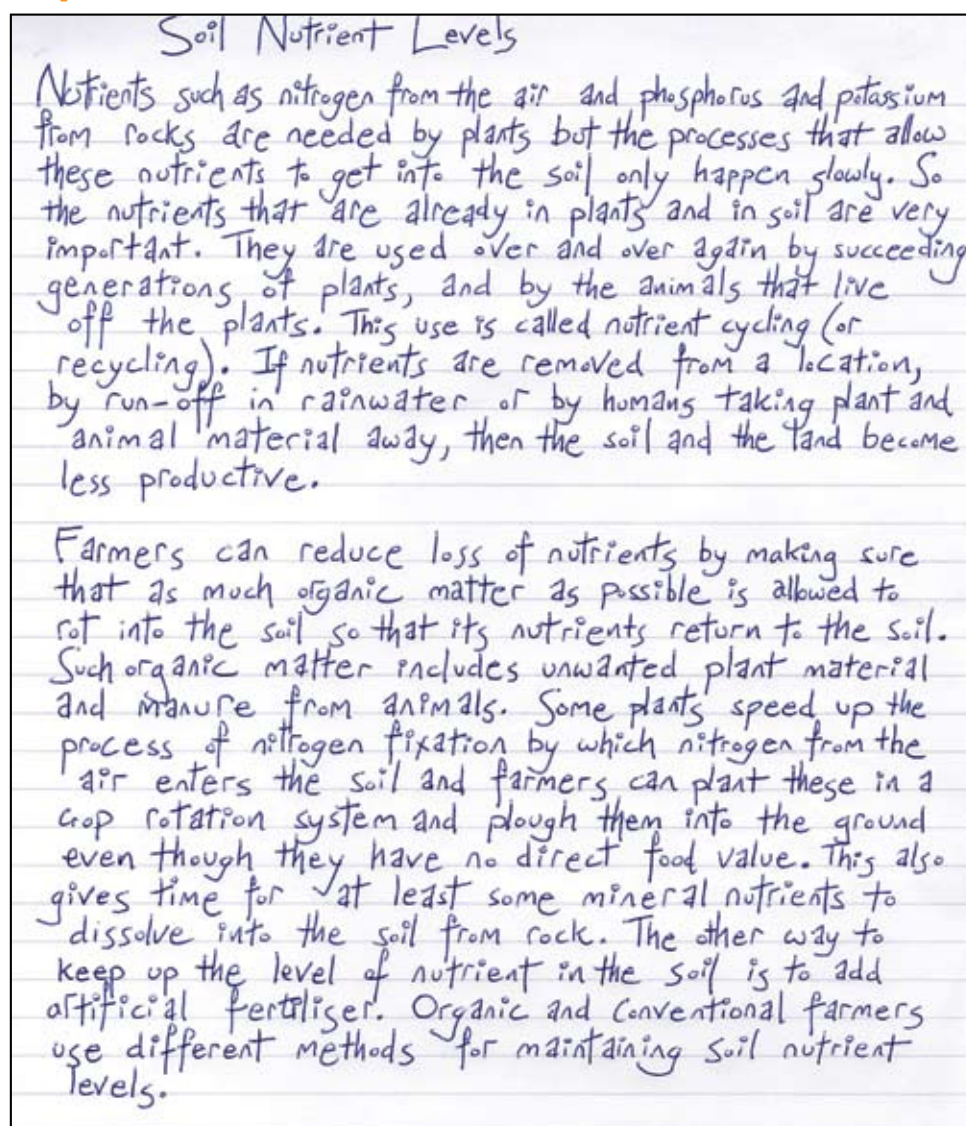 Soil Nutrient Levels
Nutrients such as nitrogen from the air and phosphorus and potassium
from rocks are needed by plants but the processes that allow
these nutrients to get into the soil only happen slowly. So
the nutrients that are already in plants and in soil are very
important. They are used over and over again by succeeding
generations of plants, and by the animals that live
off the plants. This use is called nutrient cycling (or
recycling). If nutrients are removed from a location,
by run-off in rainwater or by humans taking plant and
animal material away, then the soil and the land become
less productive.
Farmers can reduce loss of nutrients by making sure
that as much organic matter as possible is allowed to
rot into the soil so that its nutrients return to the soil.
Such organic matter includes unwanted plant material
and manure from animals. Some plants speed up the
process of nitrogen fixation by which nitrogen from the
air enters the soil and farmers can plant these in a
crop rotation system and plough them into the ground
even though they have no direct food value. This also
gives time for at least some mineral nutrients to
dissolve into the soil from rock. The other way to
keep up the level of nutrient in the soil is to add
artificial fertiliser. Organic and conventional farmers
use different methods for maintaining soil nutrient
levels.